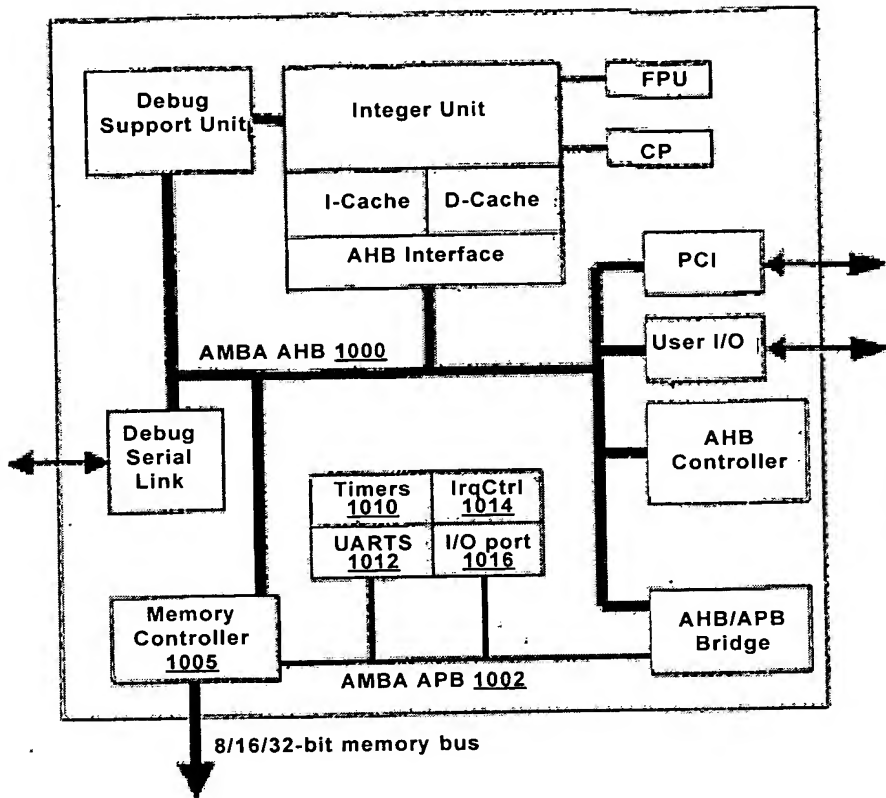 Debug
Support Unit
Integer Unit
FPU
CP
I-Cache
D-Cache
AHB Interface
PCI
User I/O
AMBA AHB 1000
Debug
Serial
Link
AHB
Controller
Timers
1010
IrqCtrl
1014
UARTS
1012
I/O port
1016
Memory
Controller
1005
AHB/APB
Bridge
AMBA APB 1002
8/16/32-bit memory bus